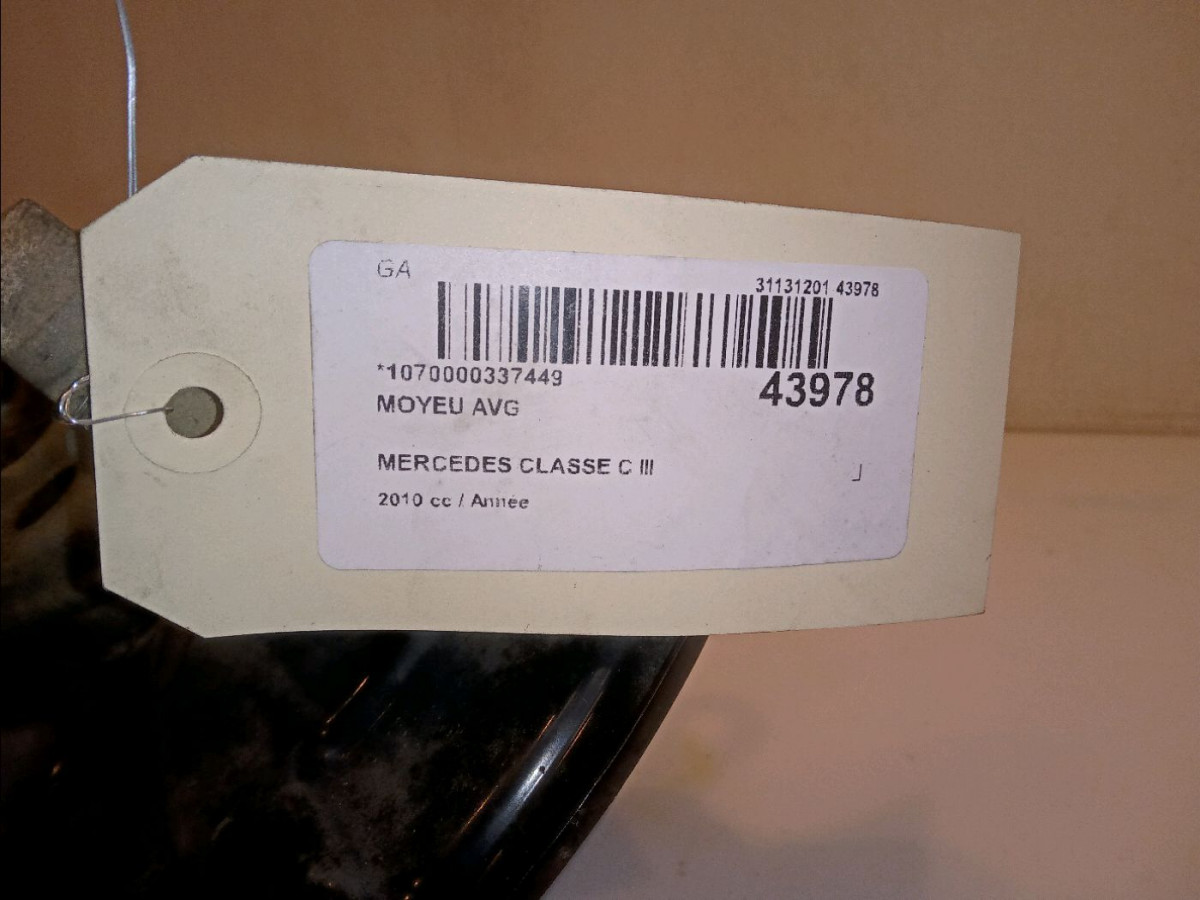 GA
31131201 43978
*1070000337449
43978
MOYEU AVG
MERCEDES CLASSE C III
2010 cc / Année